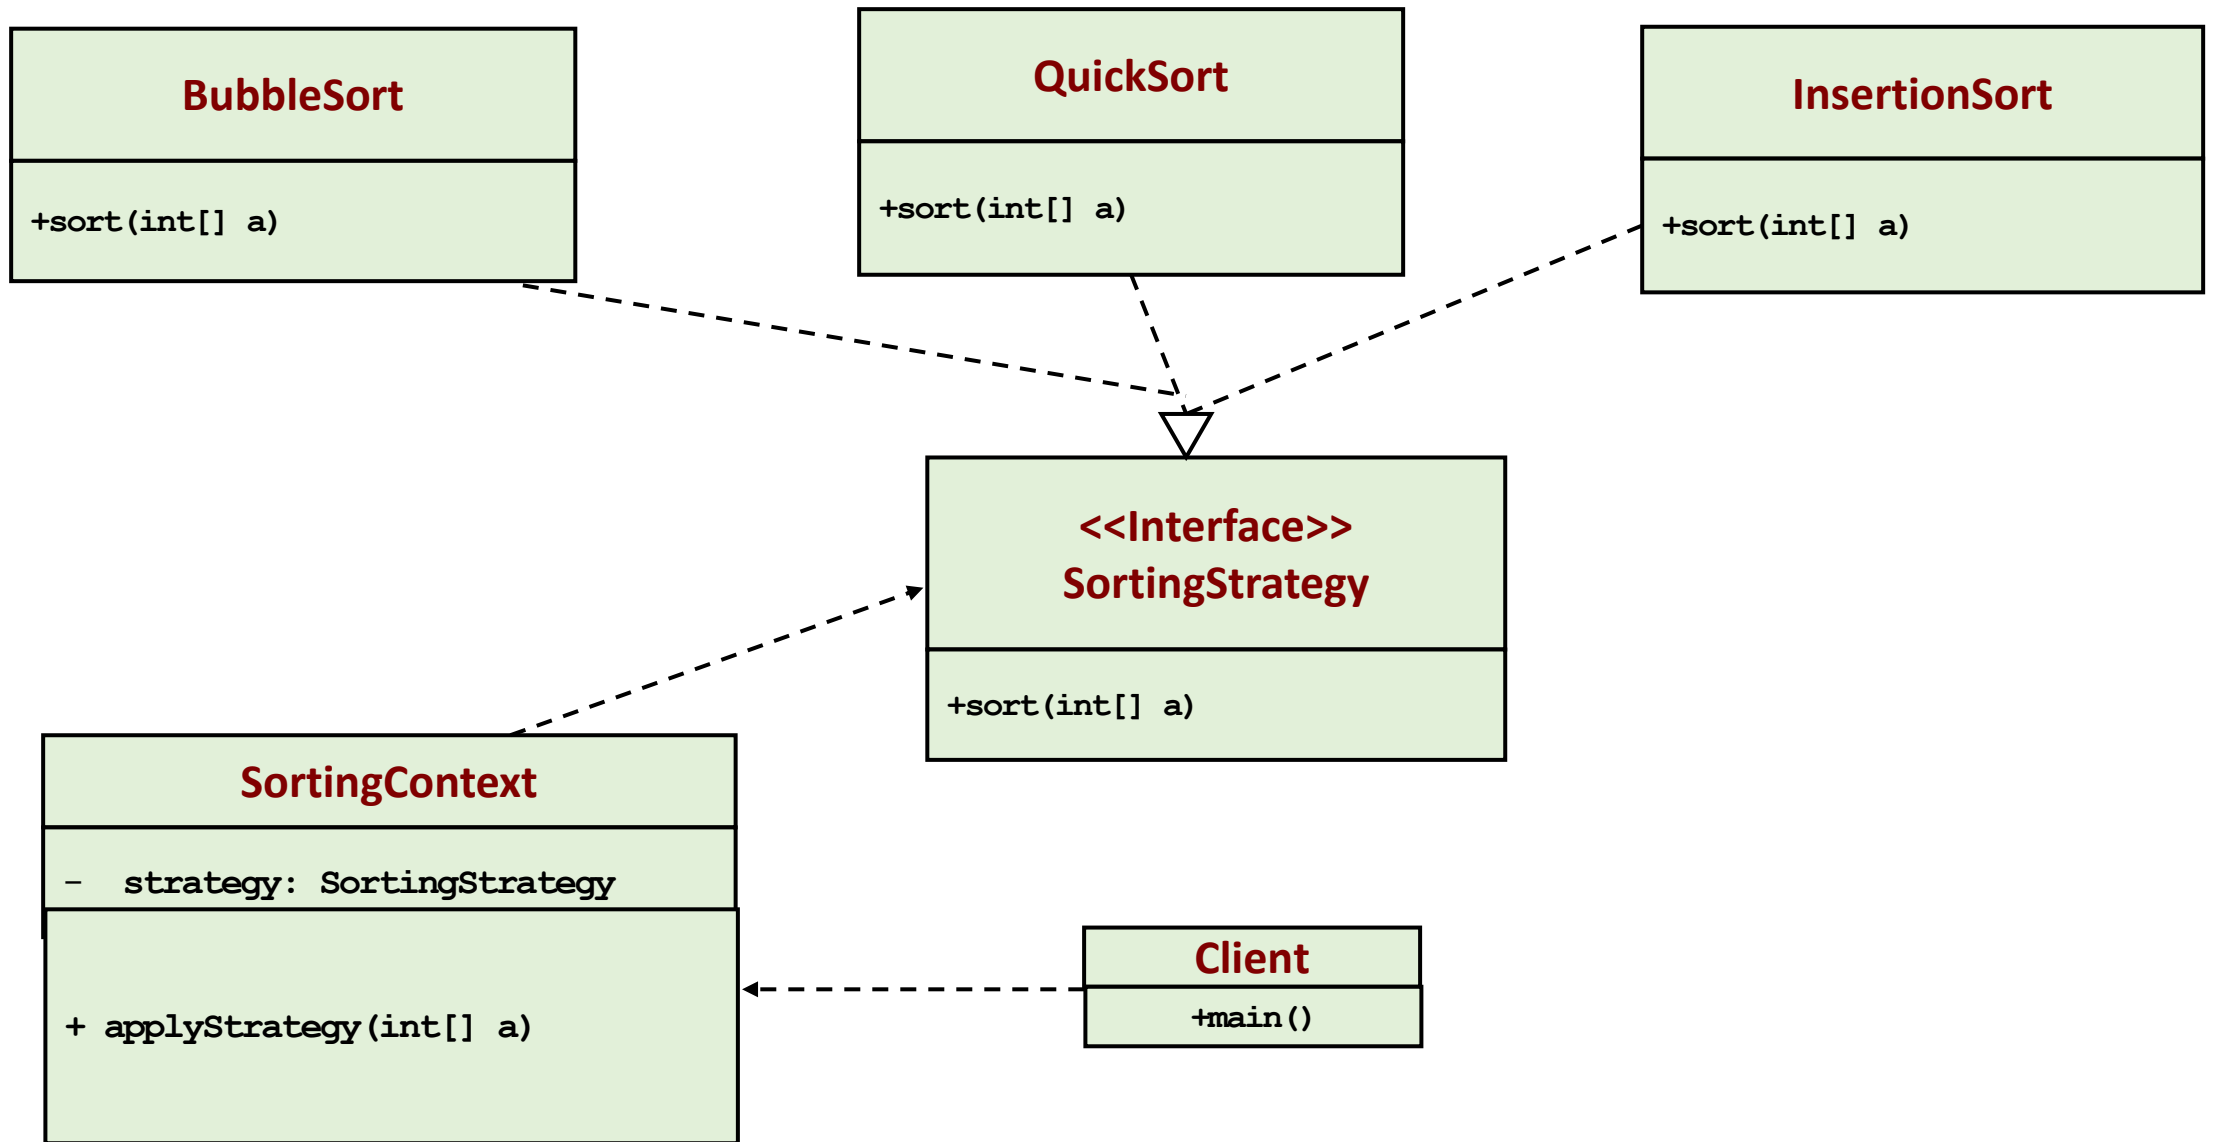 BubbleSort
+sort(int[] a)
QuickSort
+sort(int[] a)
InsertionSort
+sort(int[] a)
<<Interface>>
SortingStrategy
+sort(int[] a)
SortingContext
- strategy: SortingStrategy
+ applyStrategy(int[] a)
Client
+main()